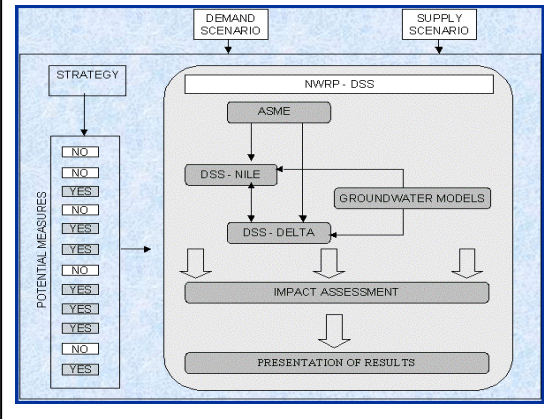 DEMAND
SCENARIO
SUPPLY
SCENARIO
STRATEGY
POTENTIAL MEASURES
NO
NO
YES
NO
YES
YES
NO
YES
YES
YES
NO
YES
NWRP - DSS
ASME
DSS - NILE
GROUNDWATER MODELS
DSS - DELTA
IMPACT ASSESSMENT
PRESENTATION OF RESULTS